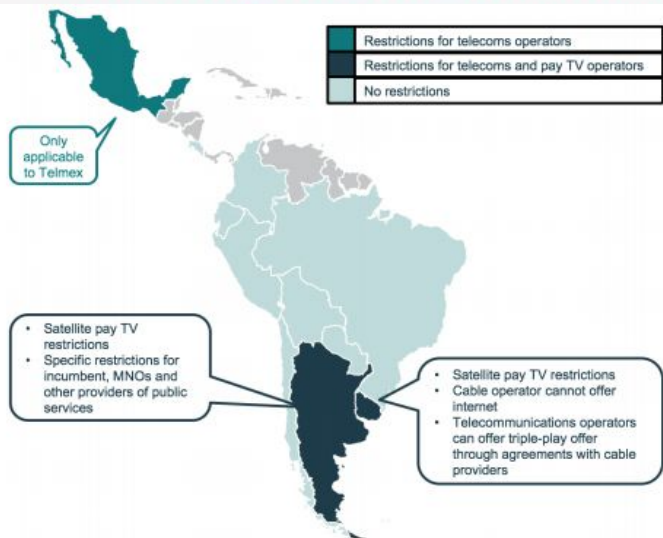 Restrictions for telecoms operators
Restrictions for telecoms and pay TV operators
No restrictions
Only
applicable
to Telmex
• Satellite pay TV
restrictions
• Specific restrictions for
incumbent, MNOs and
other providers of public
services
• Satellite pay TV restrictions
• Cable operator cannot offer
internet
• Telecommunications operators
can offer triple-play offer
through agreements with cable
providers